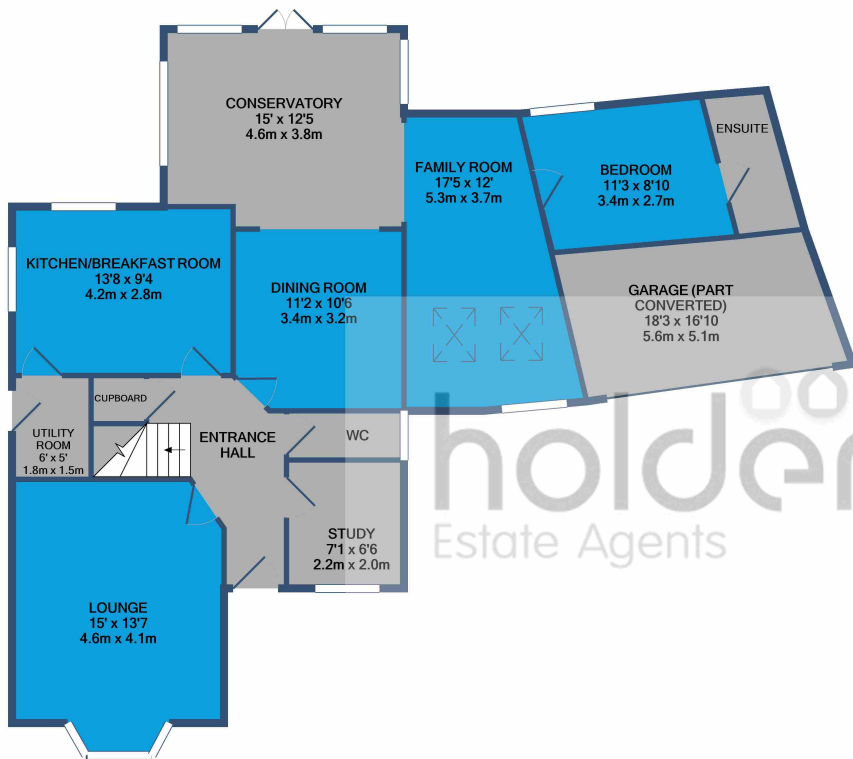 CONSERVATORY
15' x 12'5
4.6m x 3.8m
FAMILY ROOM
17'5 x 12'
5.3m x 3.7m
BEDROOM
11'3 x 8'10
3.4m x 2.7m
ENSUITE
KITCHEN/BREAKFAST ROOM
13'8 x 9'4
4.2m x 2.8m
DINING ROOM
11'2 x 10'6
3.4m x 3.2m
GARAGE (PART
CONVERTED)
18'3 x 16'10
5.6m x 5.1m
CUPBOARD
UTILITY
ROOM
6' x 5'
1.8m x 1.5m
ENTRANCE
HALL
WC
STUDY
7'1 x 6'6
2.2m x 2.0m
LOUNGE
15' x 13'7
4.6m x 4.1m
holder
Estate Agents